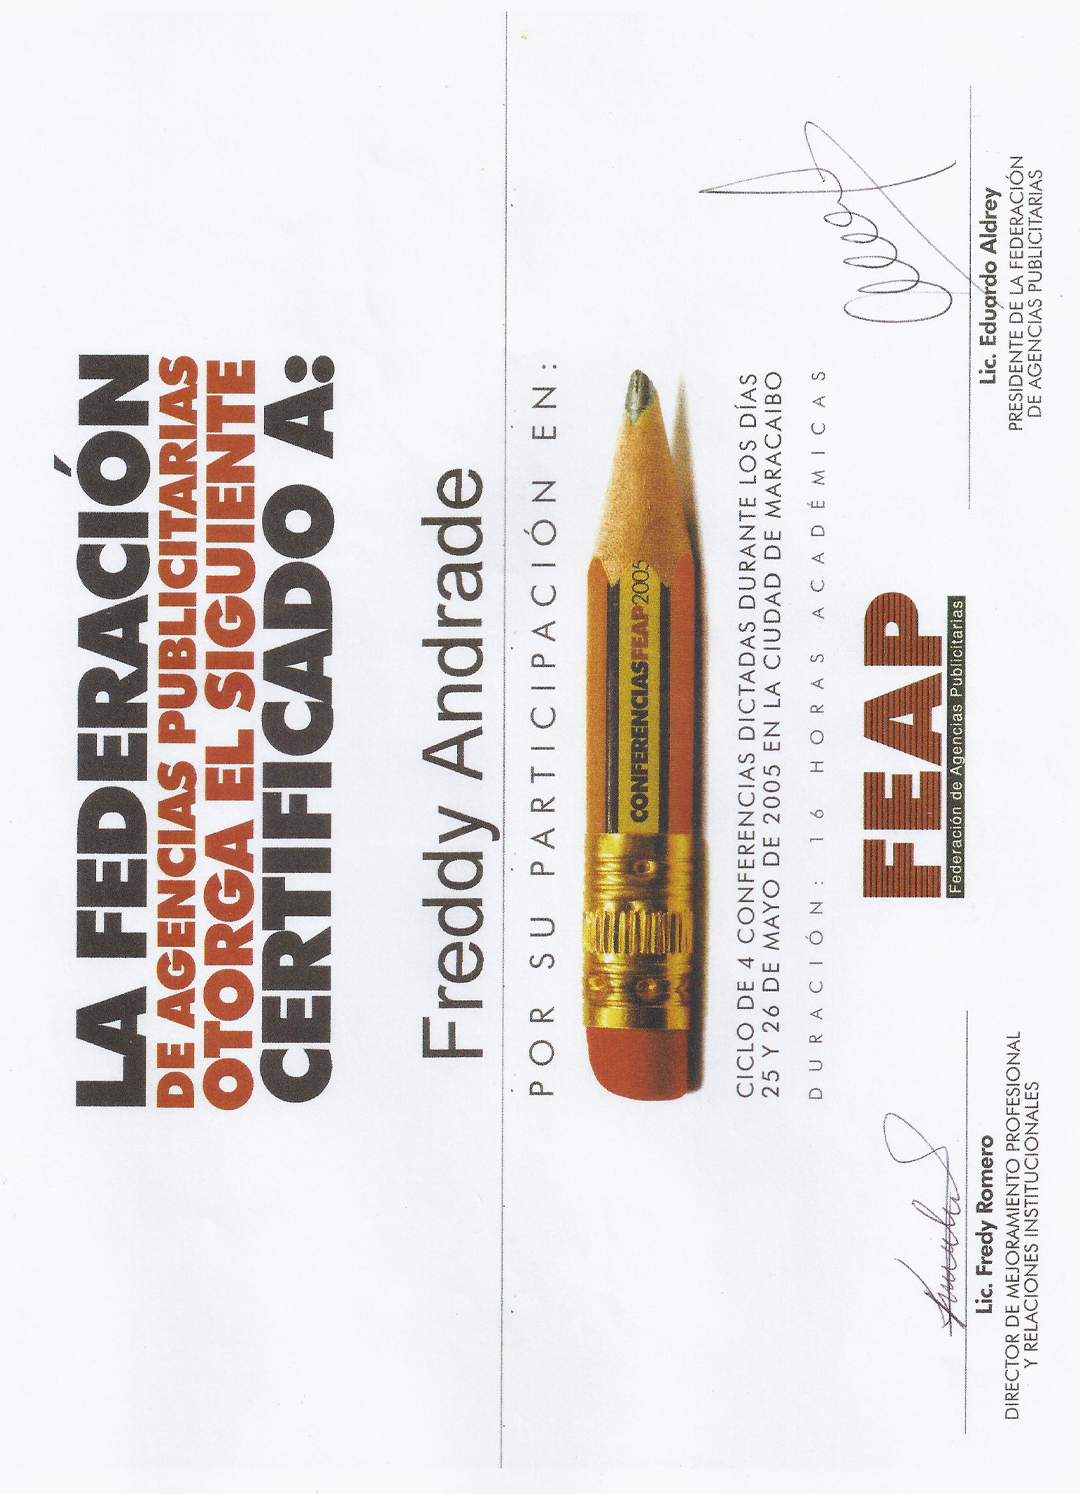 LA FEDERACIÓN
DE AGENCIAS PUBLICITARIAS
OTORGA EL SIGUIENTE
CERTIFICADO A:
Freddy Andrade
POR SU PARTICIPACIÓN EN:
CONFERENCIASFEAP2005
CICLO DE 4 CONFERENCIAS DICTADAS DURANTE LOS DÍAS
25 Y 26 DE MAYO DE 2005 EN LA CIUDAD DE MARACAIBO
DURACIÓN: 16 HORAS ACADÉMICAS
Lic. Fredy Romero
DIRECTOR DE MEJORAMIENTO PROFESIONAL
Y RELACIONES INSTITUCIONALES
FEAP
Federación de Agencias Publicitarias
Lic. Eduardo Aldrey
PRESIDENTE DE LA FEDERACIÓN
DE AGENCIAS PUBLICITARIAS